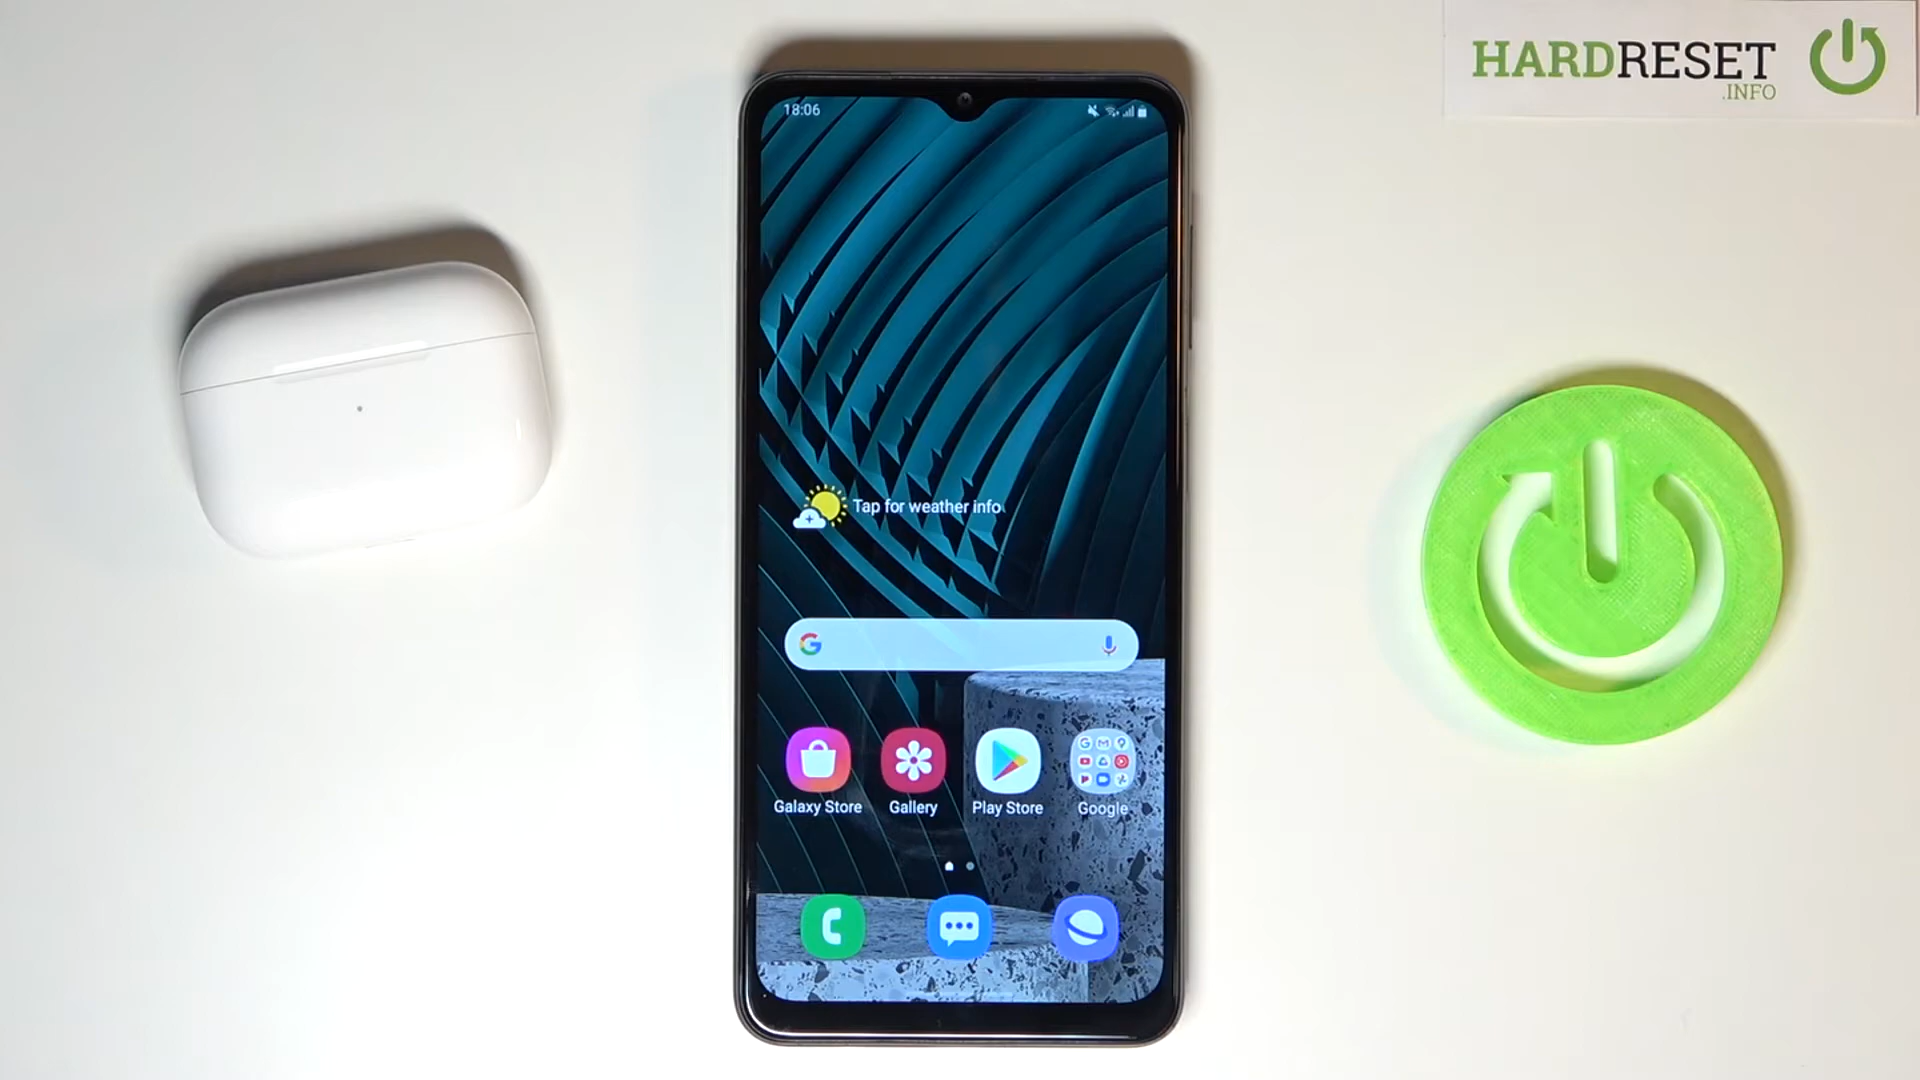 HARDRESET
.INFO
18:06
Tap for weather info
Galaxy Store
Gallery
Play Store
Google